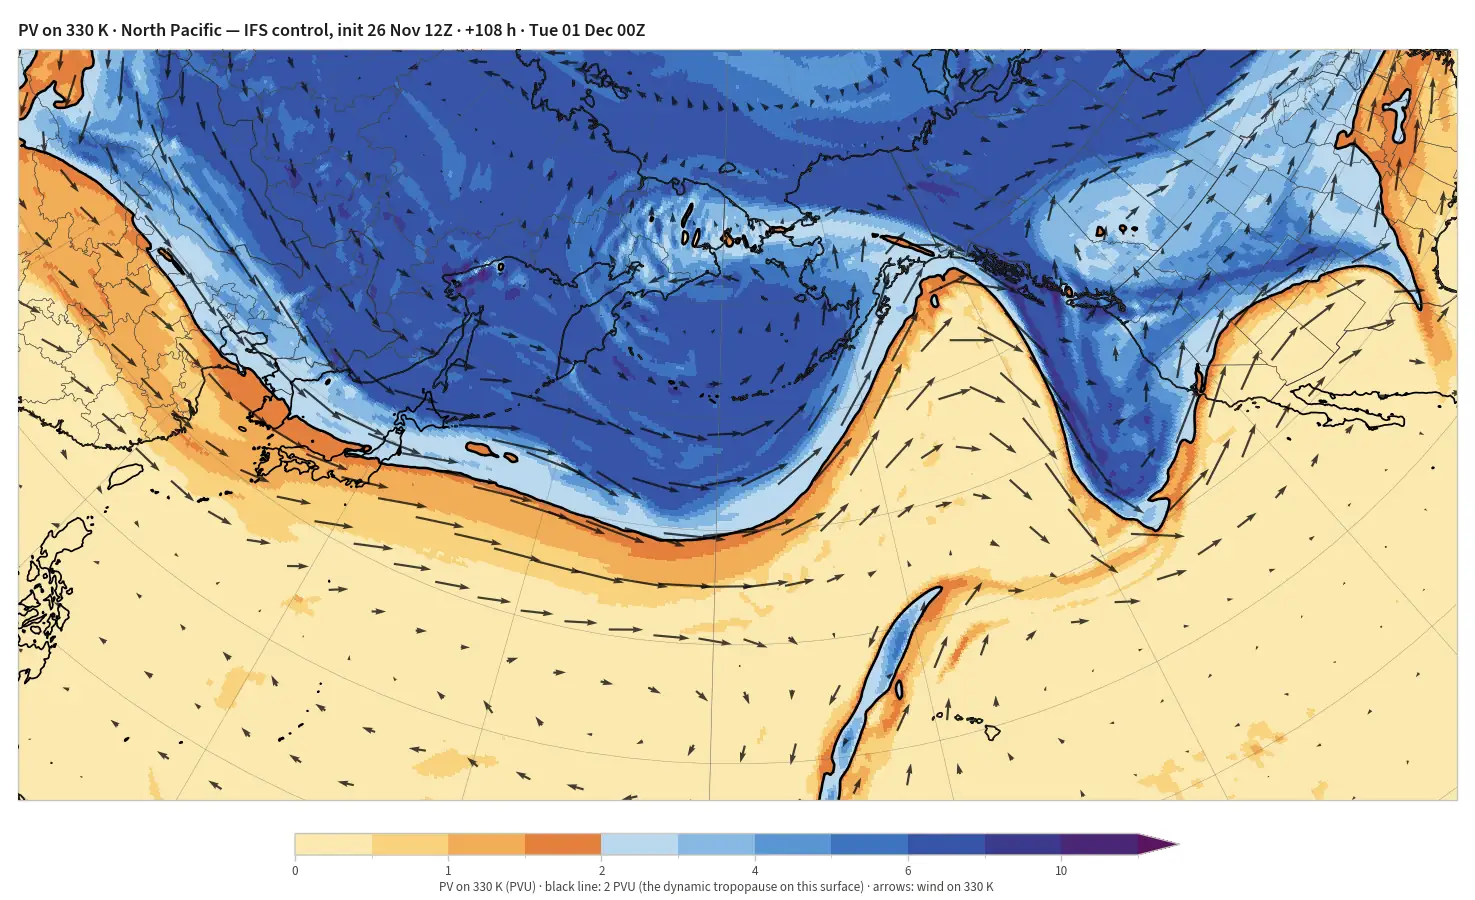 PV on 330 K · North Pacific — IFS control, init 26 Nov 12Z · +108 h · Tue 01 Dec 00Z
0 1 2 4 6 8 10
PV on 330 K (PVU) · black line: 2 PVU (the dynamic tropopause on this surface) · arrows: wind on 330 K